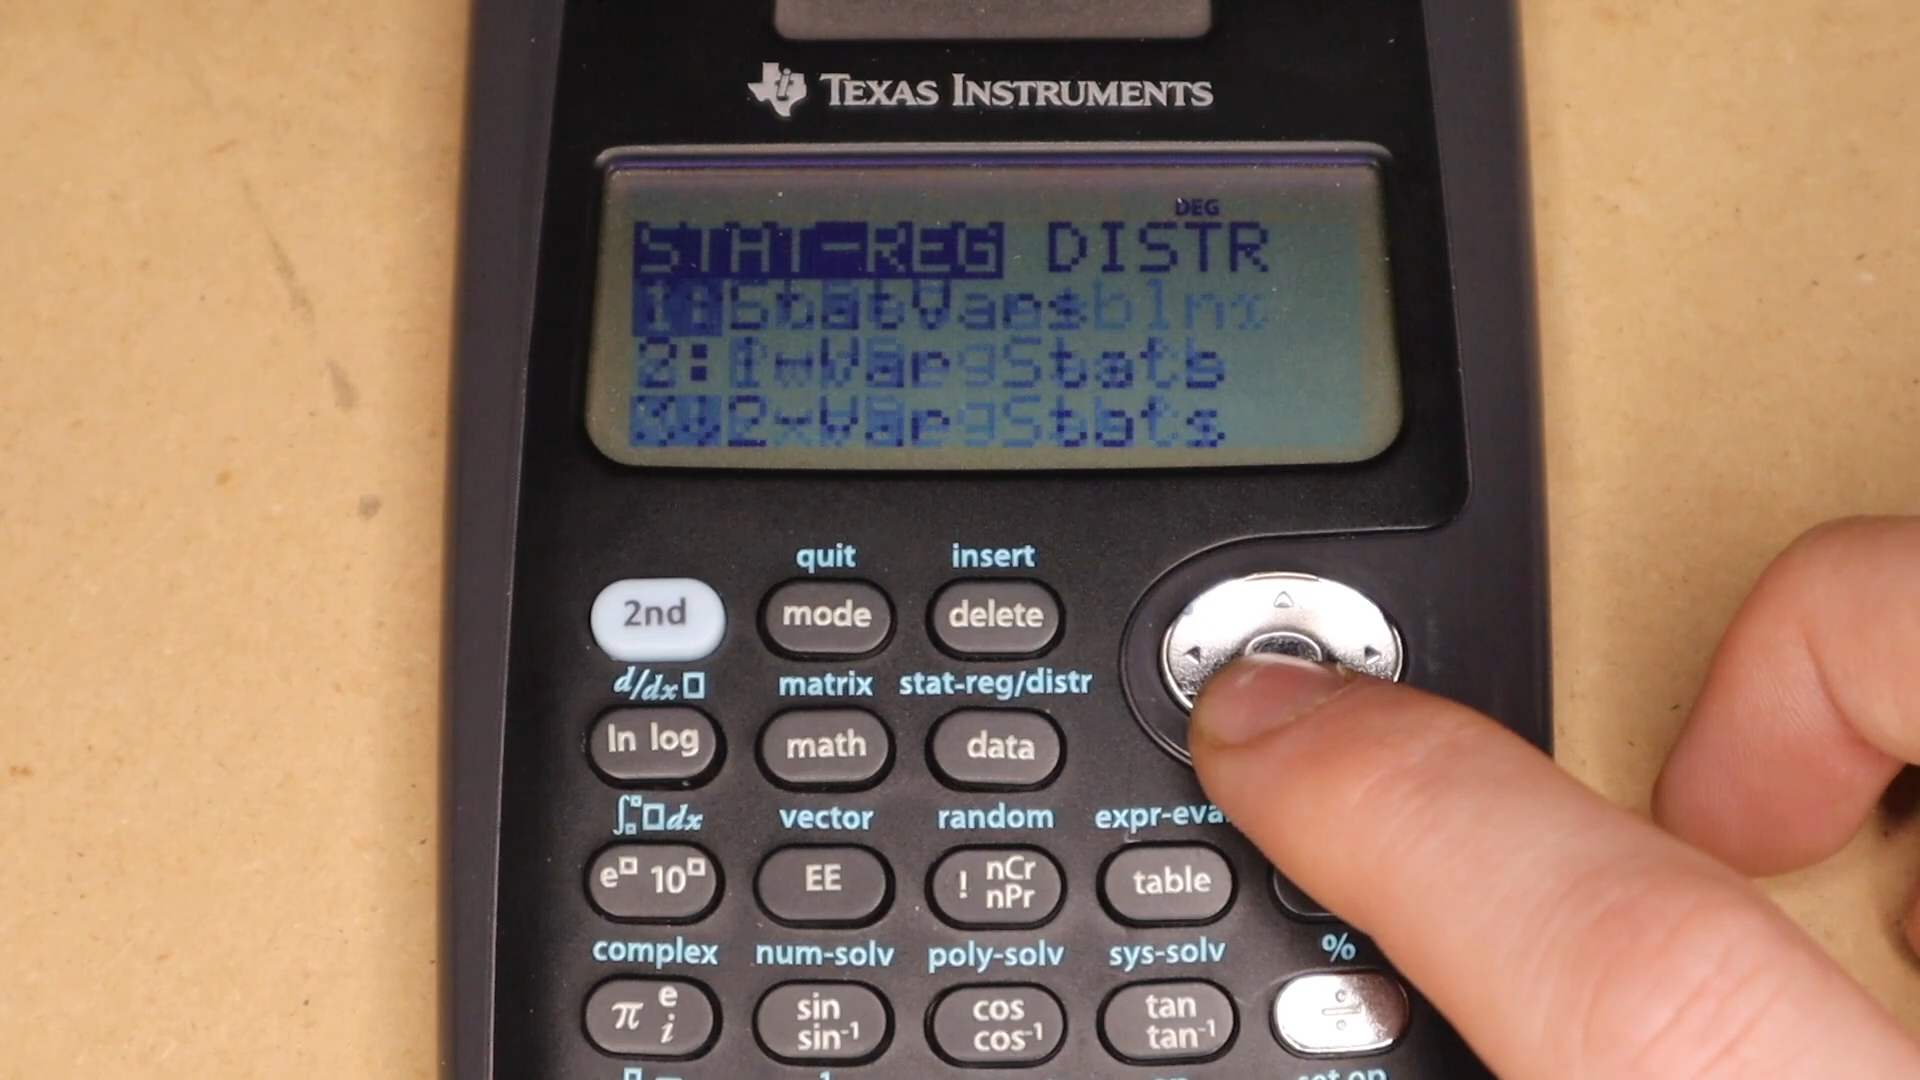 TEXAS INSTRUMENTS
DEG
STAT-REG DISTR
1:StatVars
2:1-VarStats
3:2-VarStats
quit insert
2nd mode delete
d/dx▯ matrix stat-reg/distr
ln log math data
∫▯dx vector random expr-eva
e▯ 10▯ EE ! nCr nPr table
complex num-solv poly-solv sys-solv %
π e i sin sin⁻¹ cos cos⁻¹ tan tan⁻¹ ÷